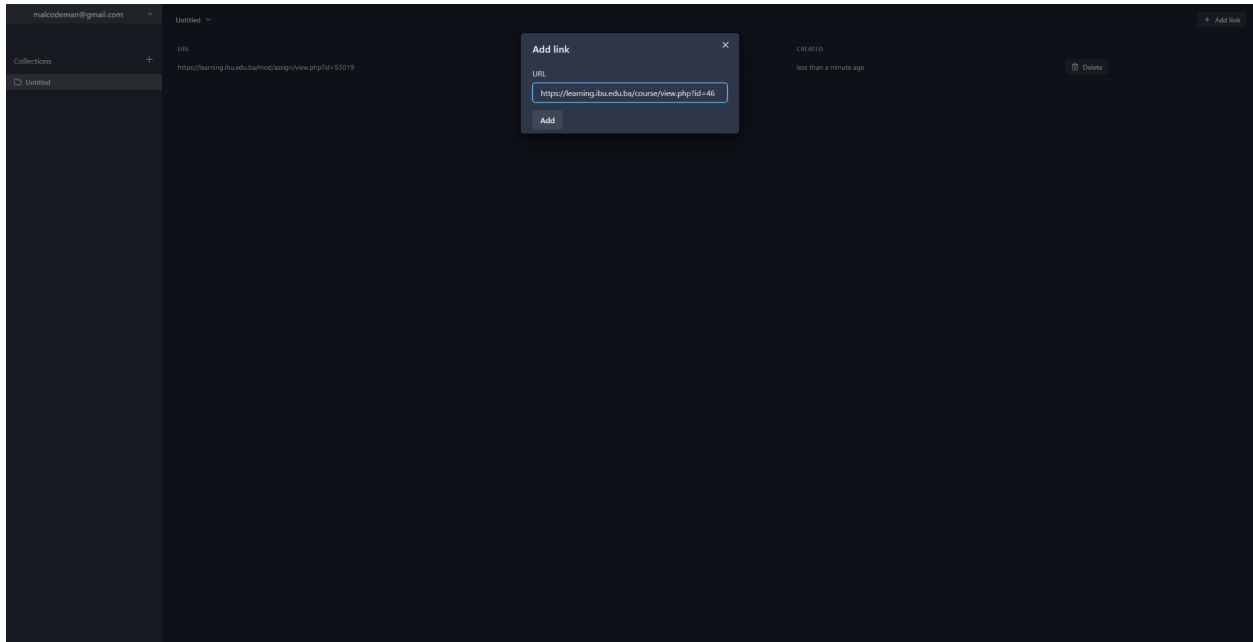 malcodeman@gmail.com
Collections
Untitled
Untitled
+ Add link
URL
CREATED
https://learning.ibu.edu.ba/mod/assign/view.php?id=53019
less than a minute ago
Delete
Add link
URL
https://learning.ibu.edu.ba/course/view.php?id=46
Add